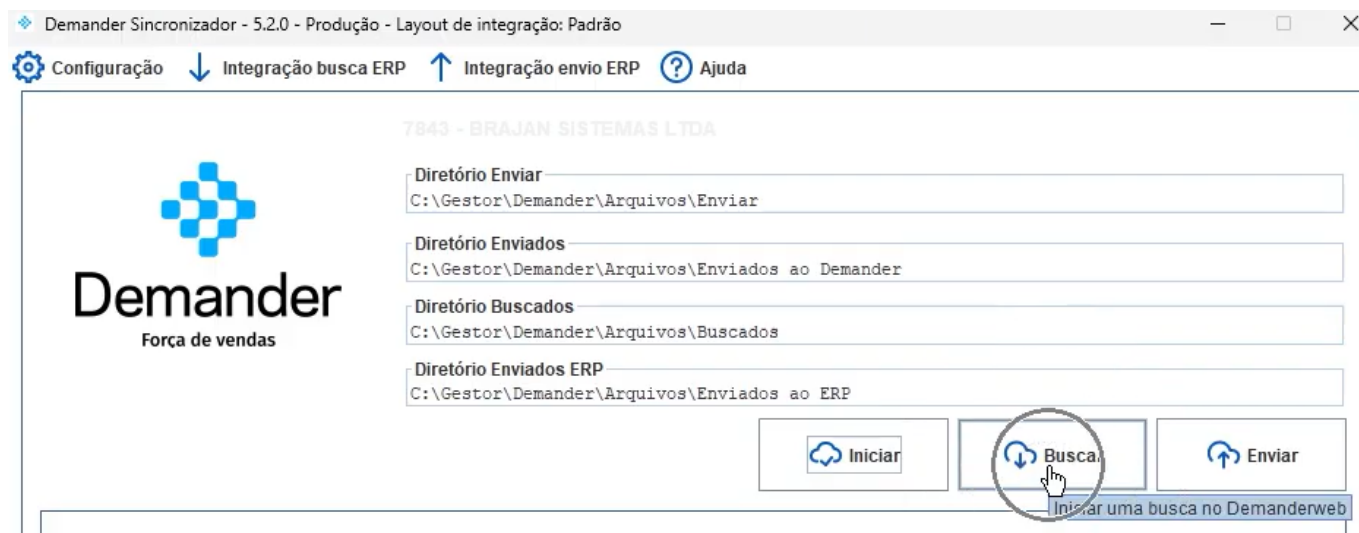 Demander Sincronizador - 5.2.0 - Produção - Layout de integração: Padrão
Configuração Integração busca ERP Integração envio ERP Ajuda
7843 - BRAJAN SISTEMAS LTDA
Diretório Enviar
C:\Gestor\Demander\Arquivos\Enviar
Diretório Enviados
C:\Gestor\Demander\Arquivos\Enviados ao Demander
Diretório Buscados
C:\Gestor\Demander\Arquivos\Buscados
Diretório Enviados ERP
C:\Gestor\Demander\Arquivos\Enviados ao ERP
Demander
Força de vendas
Iniciar Busca Enviar
Iniciar uma busca no Demanderweb